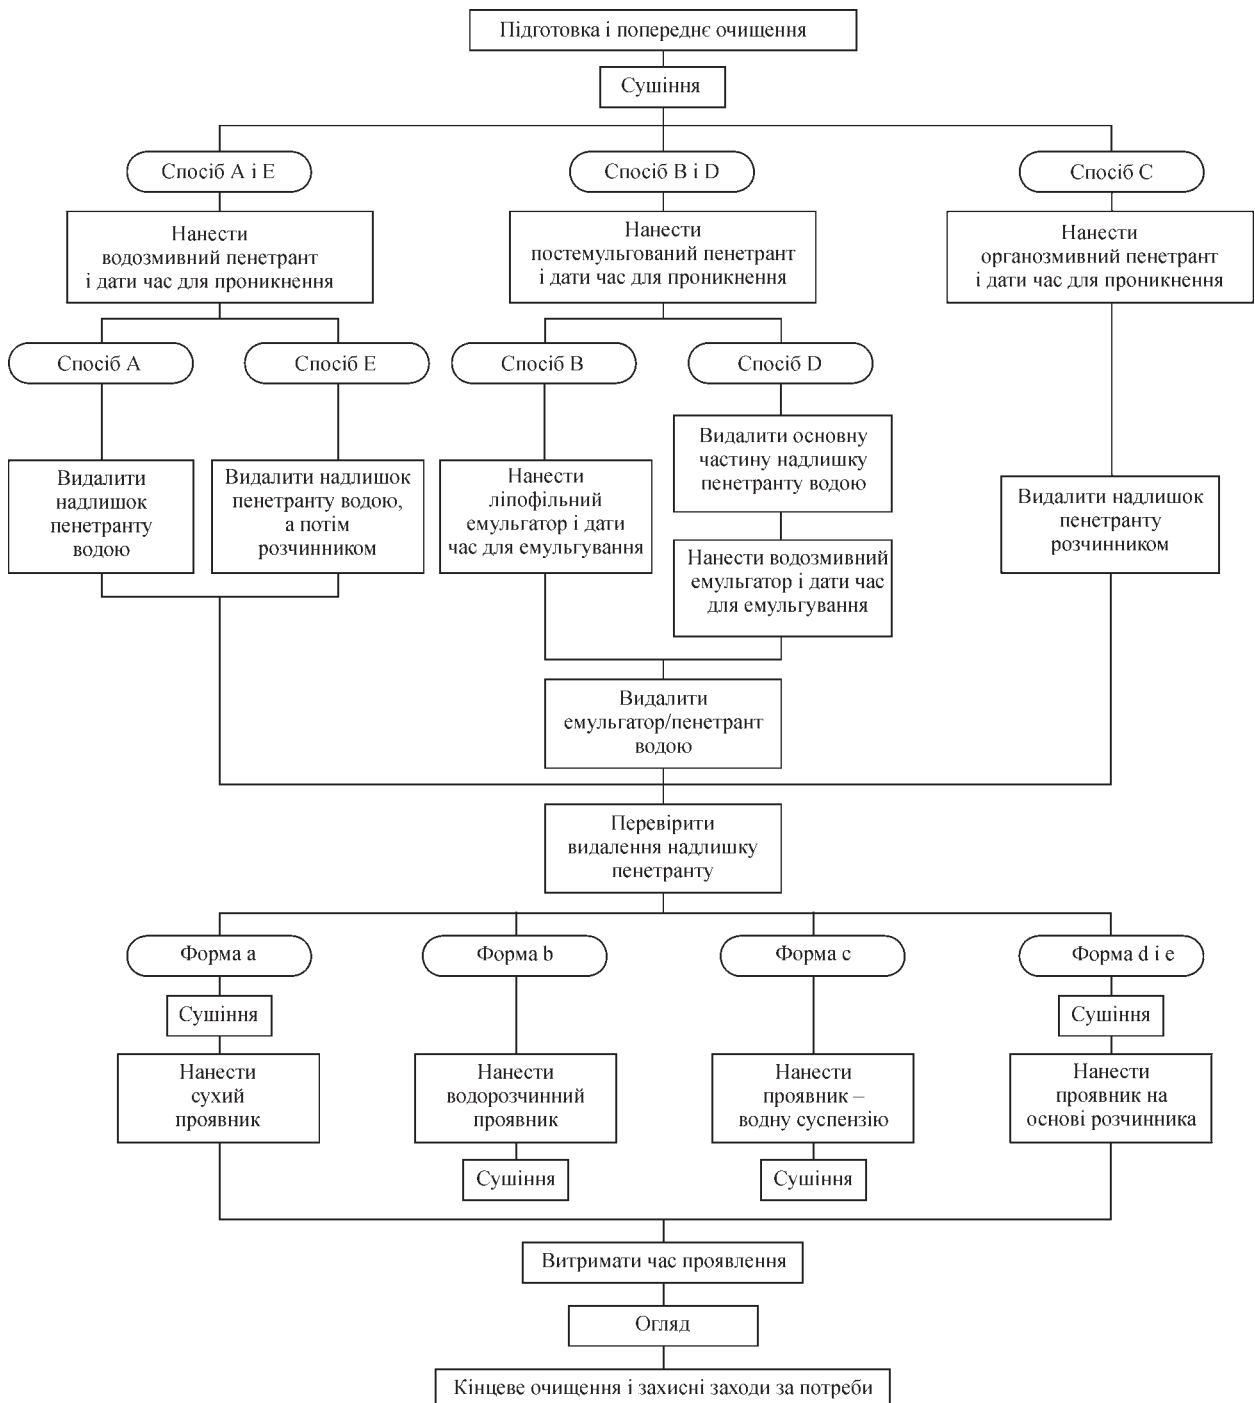 Підготовка і попереднє очищення
Сушіння
Спосіб А і Е
Спосіб В і D
Спосіб С
Нанести
водозмивний пенетрант
і дати час для проникнення
Нанести
постемульгований пенетрант
і дати час для проникнення
Нанести
органозмивний пенетрант
і дати час для проникнення
Спосіб А
Спосіб Е
Спосіб В
Спосіб D
Видалити
надлишок
пенетранту
водою
Видалити надлишок
пенетранту водою,
а потім
розчинником
Нанести
ліпофільний
емульгатор і дати
час для емульгування
Видалити основну
частину надлишку
пенетранту водою
Нанести водозмивний
емульгатор і дати час
для емульгування
Видалити надлишок
пенетранту
розчинником
Видалити
емульгатор/пенетрант
водою
Перевірити
видалення надлишку
пенетранту
Форма a
Форма b
Форма c
Форма d і e
Сушіння
Сушіння
Нанести
сухий
проявник
Нанести
водорозчинний
проявник
Нанести
проявник –
водну суспензію
Нанести
проявник на
основі розчинника
Сушіння
Сушіння
Витримати час проявлення
Огляд
Кінцеве очищення і захисні заходи за потреби